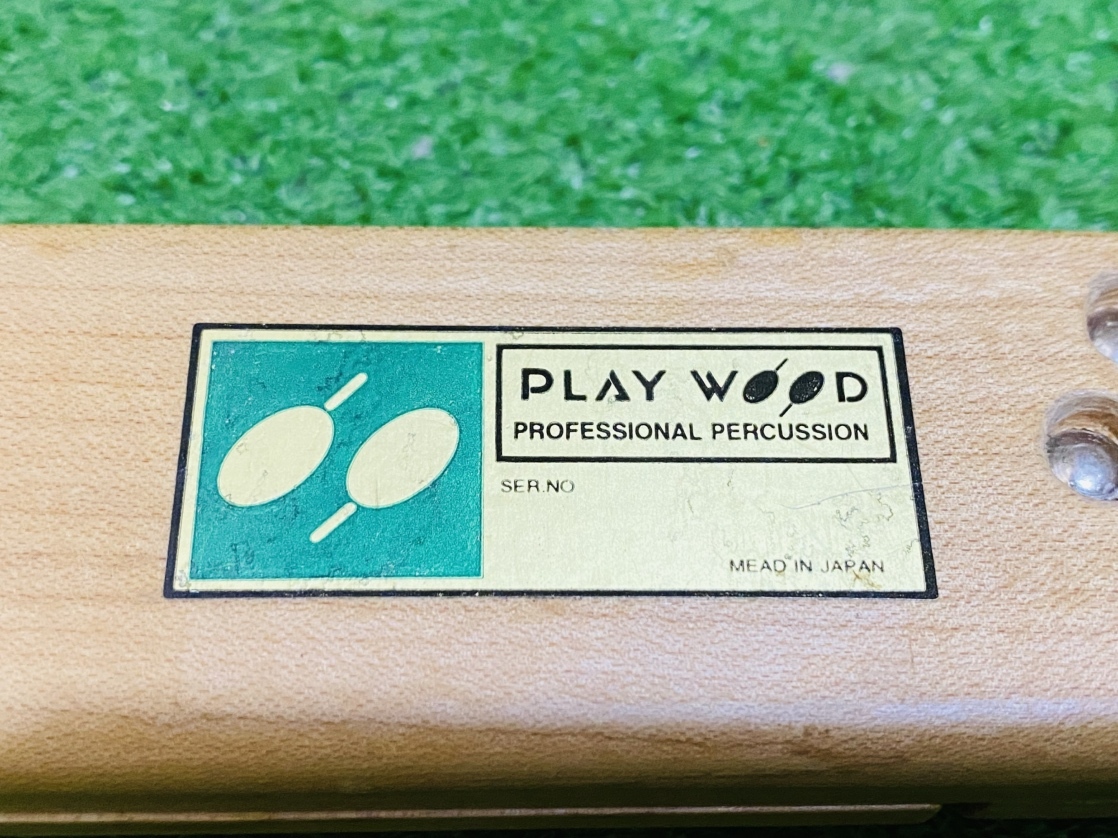 PLAY WOOD
PROFESSIONAL PERCUSSION
SER.NO
MEAD IN JAPAN